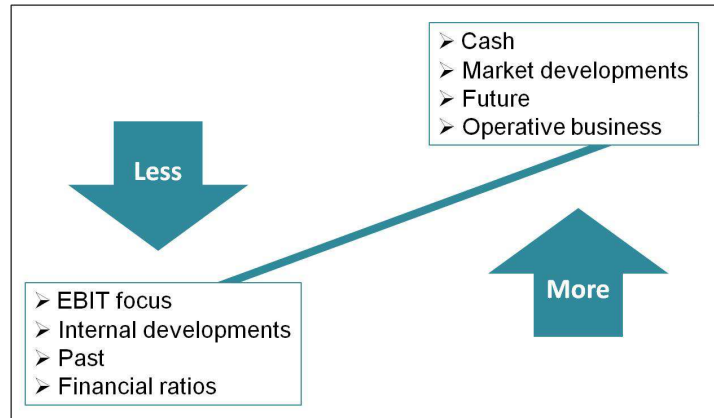 ➢ Cash
➢ Market developments
➢ Future
➢ Operative business
Less
More
➢ EBIT focus
➢ Internal developments
➢ Past
➢ Financial ratios